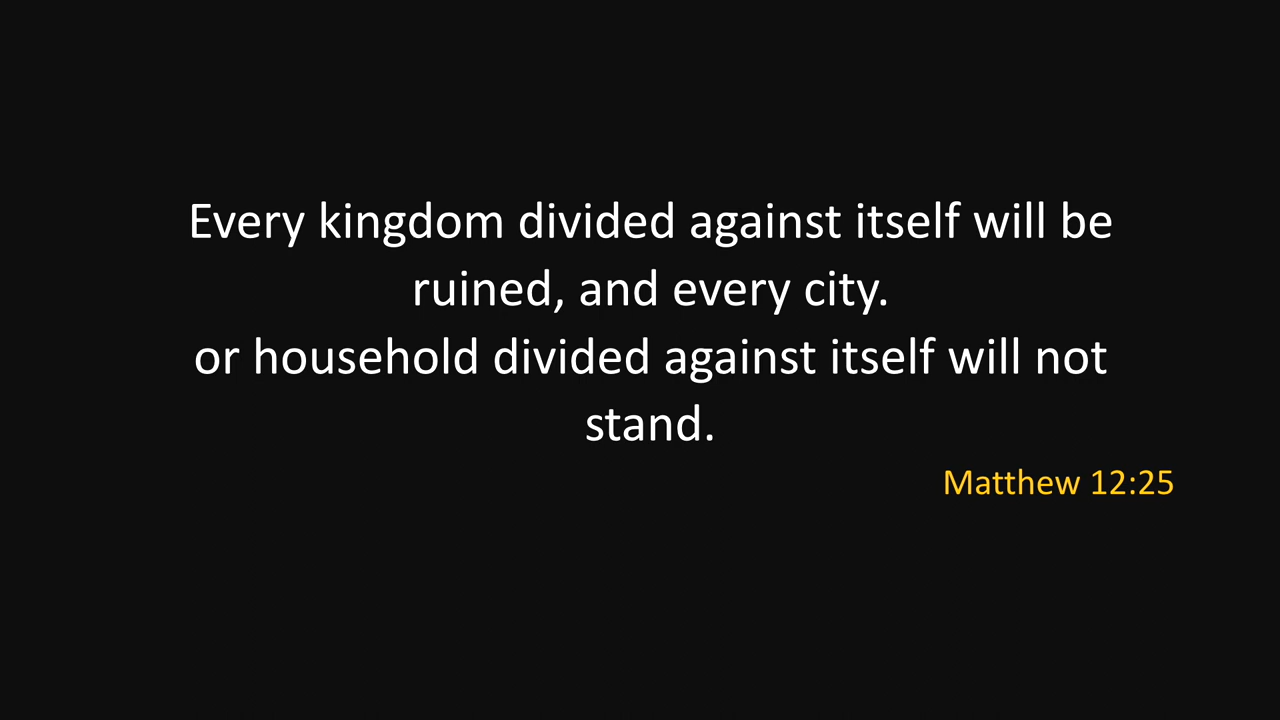 Every kingdom divided against itself will be
ruined, and every city.
or household divided against itself will not
stand.
Matthew 12:25